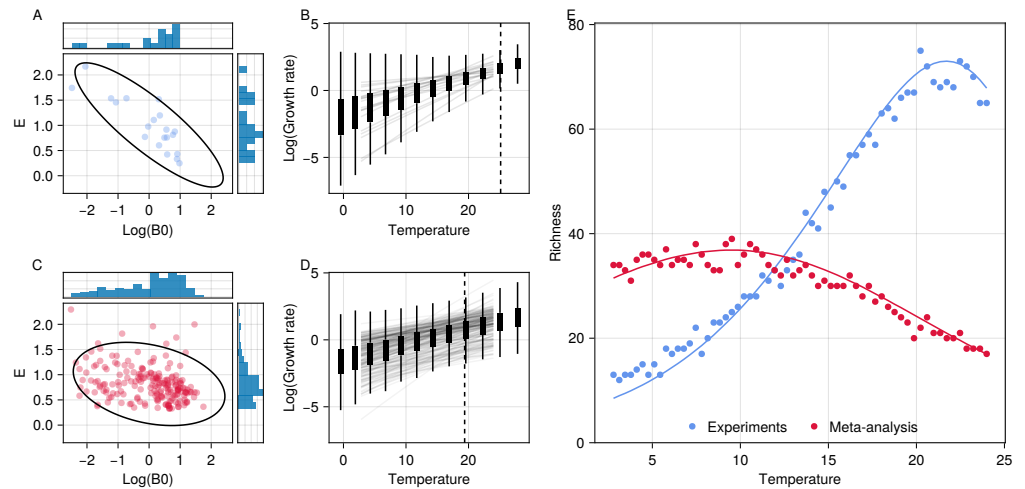 A
2.0
1.5
1.0
0.5
0.0
E
−2
−1
0
1
2
Log(B0)
B
5
0
−5
Log(Growth rate)
0
10
20
Temperature
C
2.0
1.5
1.0
0.5
0.0
E
−2
−1
0
1
2
Log(B0)
D
5
0
−5
Log(Growth rate)
0
10
20
Temperature
E
80
60
40
20
0
Richness
5
10
15
20
25
Temperature
Experiments
Meta-analysis